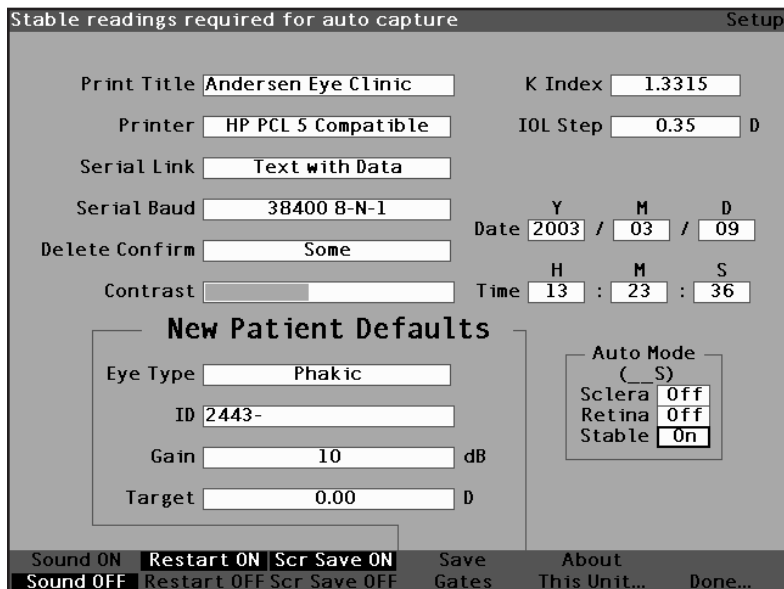 Stable readings required for auto capture Setup
Print Title Andersen Eye Clinic K Index 1.3315
Printer HP PCL 5 Compatible IOL Step 0.35 D
Serial Link Text with Data
Serial Baud 38400 8-N-1
Y M D
Date 2003 / 03 / 09
Delete Confirm Some
H M S
Contrast Time 13 : 23 : 36
New Patient Defaults
Eye Type Phakic
ID 2443-
Gain 10 dB
Target 0.00 D
Auto Mode
(__S)
Sclera Off
Retina Off
Stable On
Sound ON Restart ON Scr Save ON Save About
Sound OFF Restart OFF Scr Save OFF Gates This Unit... Done...